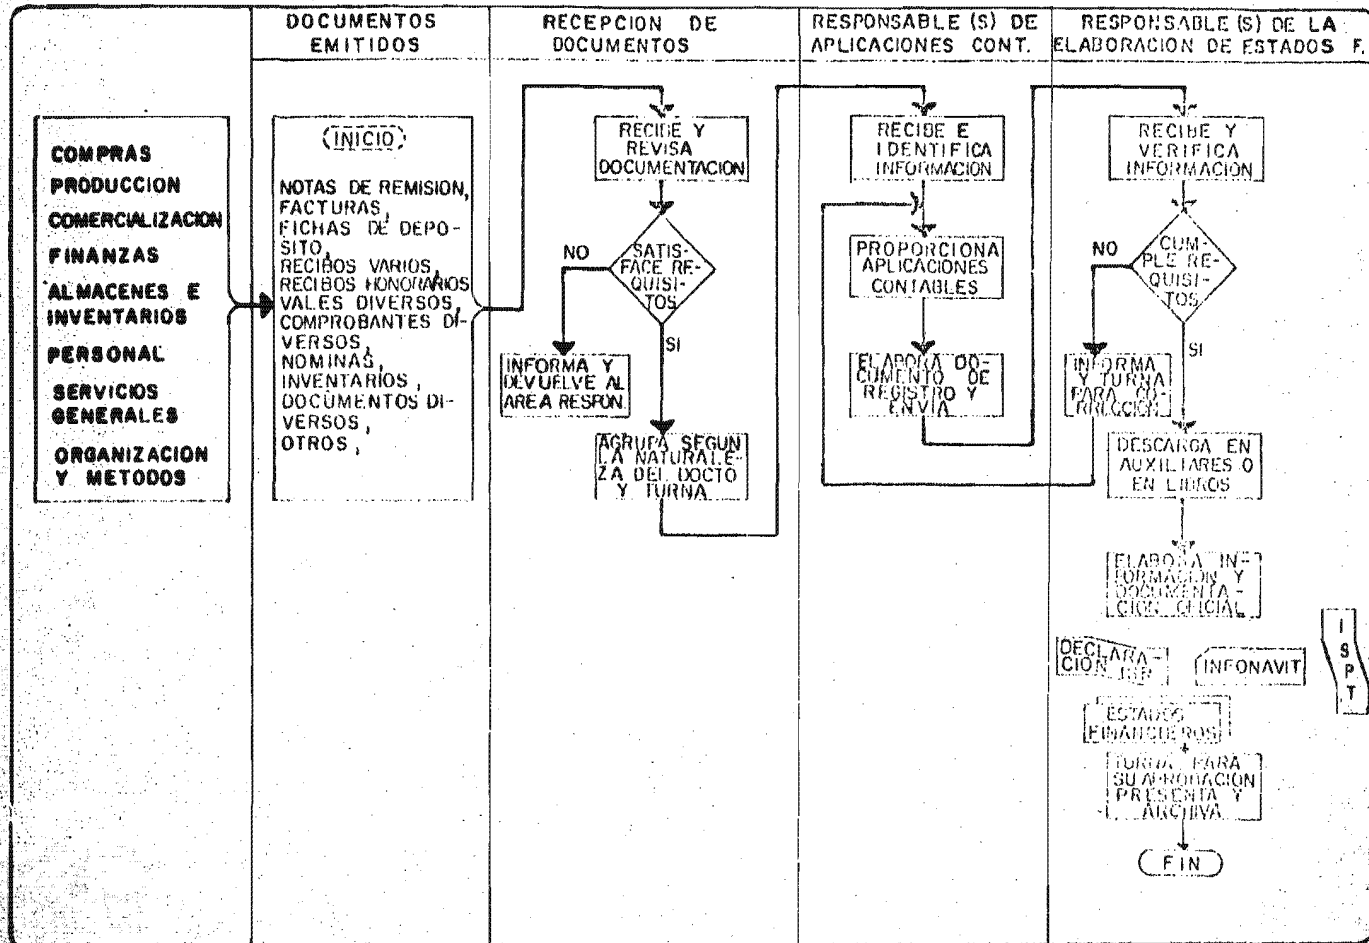 DOCUMENTOS
EMITIDOS
RECEPCION DE
DOCUMENTOS
RESPONSABLE (S) DE
APLICACIONES CONT.
RESPONSABLE (S) DE LA
ELABORACION DE ESTADOS F.
COMPRAS
PRODUCCION
COMERCIALIZACION
FINANZAS
ALMACENES E
INVENTARIOS
PERSONAL
SERVICIOS
GENERALES
ORGANIZACION
Y METODOS
INICIO
NOTAS DE REMISION,
FACTURAS,
FICHAS DE DEPO-
SITO,
RECIBOS VARIOS,
RECIBOS HONORARIOS
VALES DIVERSOS,
COMPROBANTES DI-
VERSOS,
NOMINAS,
INVENTARIOS,
DOCUMENTOS DI-
VERSOS,
OTROS,
RECIBE Y
REVISA
DOCUMENTACION
NO
SATIS-
FACE RE-
QUISI-
TOS
SI
INFORMA Y
DEVUELVE AL
AREA RESPON.
AGRUPA SEGUN
LA NATURALE-
ZA DEL DOCTO
Y TURNA
RECIBE E
IDENTIFICA
INFORMACION
PROPORCIONA
APLICACIONES
CONTABLES
ELABORA DO-
CUMENTO DE
REGISTRO Y
ENVIA
RECIBE Y
VERIFICA
INFORMACION
NO
CUM-
PLE RE-
QUISI-
TOS
SI
INFORMA
Y TURNA
PARA CO-
RRECCION
DESCARGA EN
AUXILIARES O
EN LIBROS
ELABORA IN-
FORMACION Y
DOCUMENTA-
CION OFICIAL
DECLARA-
CION
INFONAVIT
ISPT
ESTADOS
FINANCIEROS
TURNA PARA
SU APROBACION
PRESENTA Y
ARCHIVA
FIN